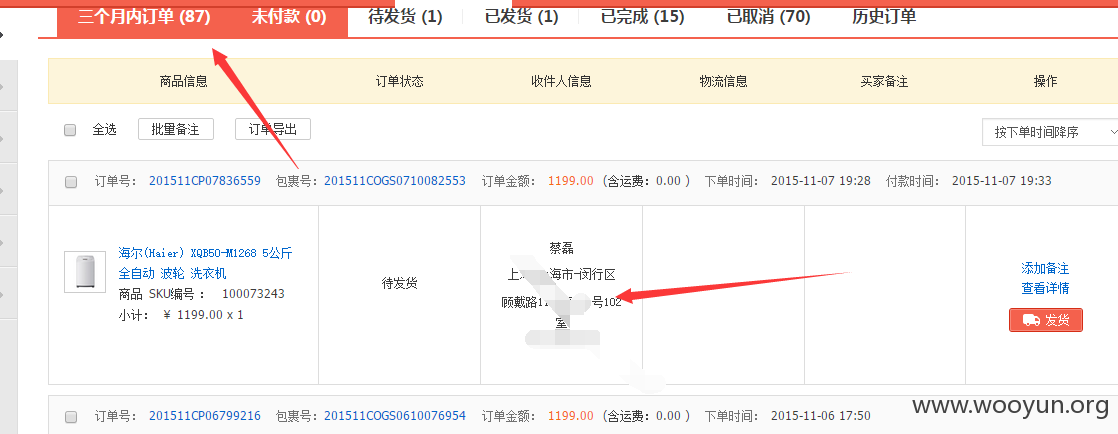 三个月内订单 (87) 未付款 (0) 待发货 (1) 已发货 (1) 已完成 (15) 已取消 (70) 历史订单
商品信息 订单状态 收件人信息 物流信息 买家备注 操作
全选 批量备注 订单导出 按下单时间降序
订单号： 201511CP07836559 包裹号：201511COGS0710082553 订单金额： 1199.00 (含运费：0.00 ) 下单时间： 2015-11-07 19:28 付款时间： 2015-11-07 19:33
海尔(Haier) XQB50-M1268 5公斤
全自动 波轮 洗衣机
商品 SKU编号 ： 100073243
小计： ￥ 1199.00 x 1
待发货
蔡磊
上 海市-闵行区
顾戴路11 号102
室
添加备注
查看详情
发货
订单号： 201511CP06799216 包裹号：201511COGS0610076954 订单金额： 1199.00 (含运费：0.00 ) 下单时间： 2015-11-06 17:50
www.wooyun.org